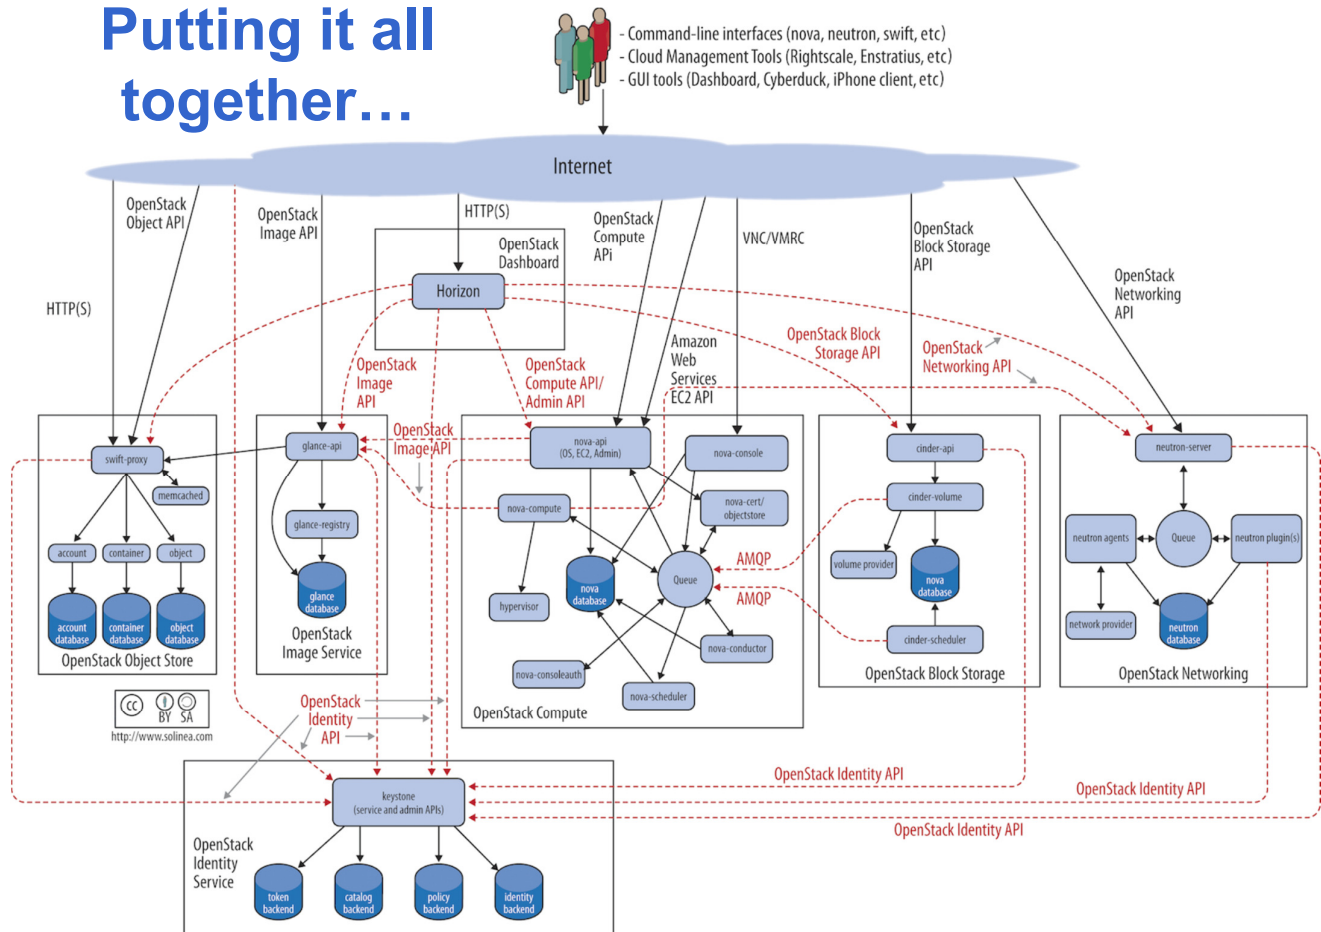 Putting it all
together…
- Command-line interfaces (nova, neutron, swift, etc)
- Cloud Management Tools (Rightscale, Enstratius, etc)
- GUI tools (Dashboard, Cyberduck, iPhone client, etc)
Internet
OpenStack
Object API
HTTP(S)
OpenStack
Image API
HTTP(S)
OpenStack
Dashboard
Horizon
OpenStack
Compute
APi
VNC/VMRC
OpenStack
Block Storage
API
OpenStack
Networking
API
Amazon
Web
Services
EC2 API
OpenStack
Image
API
OpenStack
Compute API/
Admin API
OpenStack Block
Storage API
OpenStack
Networking API
OpenStack
Image API
swift-proxy
memcached
account
container
object
account
database
container
database
object
database
OpenStack Object Store
glance-api
glance-registry
glance
database
OpenStack
Image Service
nova-api
(OS, EC2, Admin)
nova-console
nova-compute
nova-cert/
objectstore
hypervisor
nova
database
Queue
nova-conductor
nova-consoleauth
nova-scheduler
OpenStack Compute
AMQP
AMQP
cinder-api
cinder-volume
volume provider
nova
database
cinder-scheduler
OpenStack Block Storage
neutron-server
neutron agents
Queue
neutron plugin(s)
network provider
neutron
database
OpenStack Networking
cc
BY SA
http://www.solinea.com
OpenStack
Identity
API
OpenStack Identity API
OpenStack Identity API
OpenStack Identity API
keystone
(service and admin APIs)
OpenStack
Identity
Service
token
backend
catalog
backend
policy
backend
identity
backend